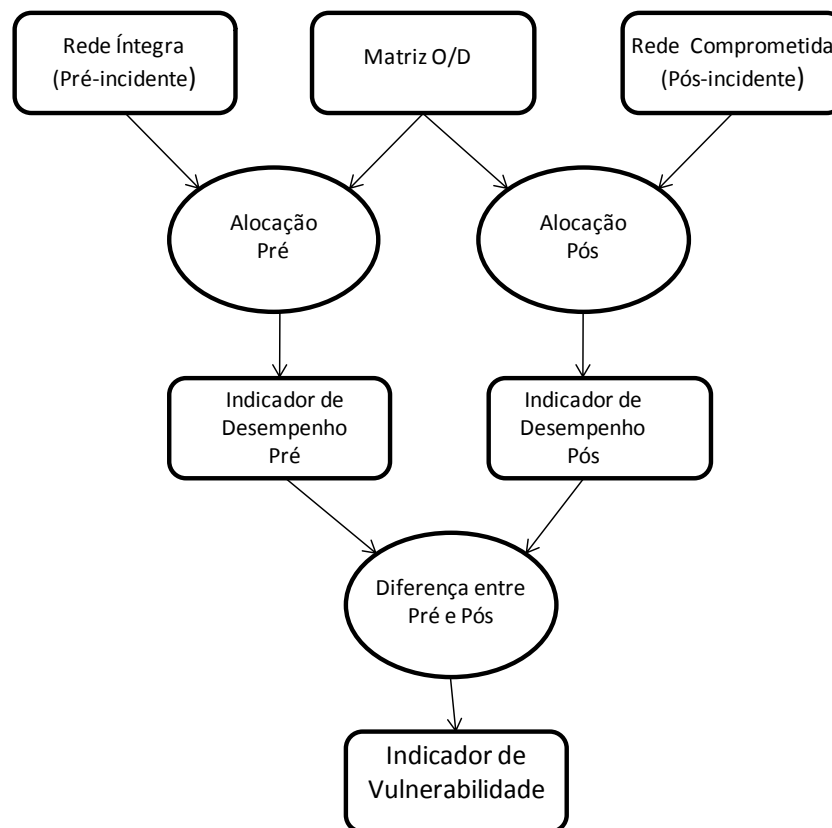 Rede Íntegra
(Pré-incidente)
Matriz O/D
Rede Comprometida
(Pós-incidente)
Alocação
Pré
Alocação
Pós
Indicador de
Desempenho
Pré
Indicador de
Desempenho
Pós
Diferença entre
Pré e Pós
Indicador de
Vulnerabilidade